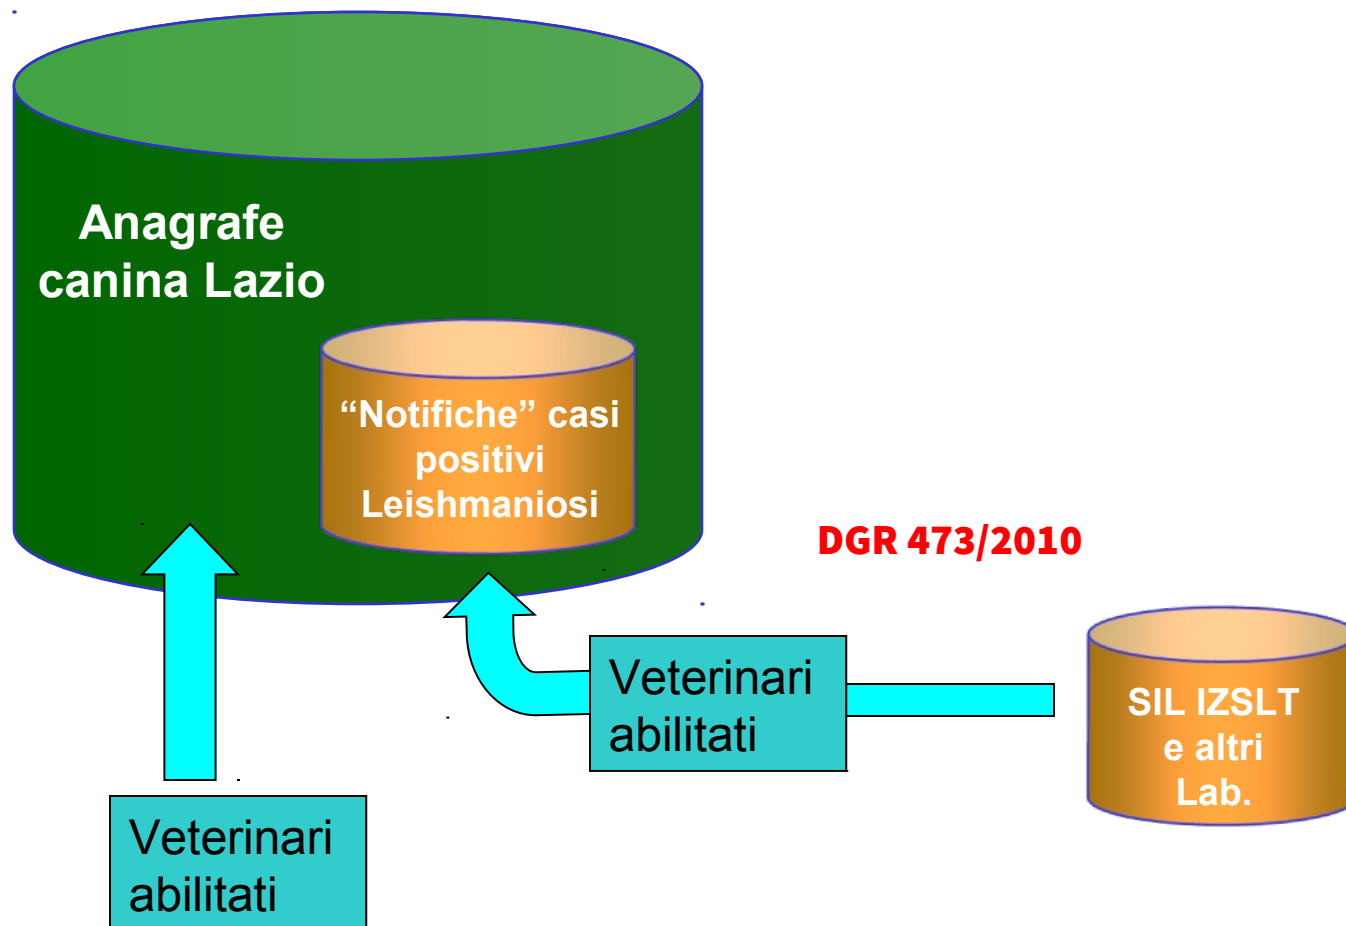 Anagrafe
canina Lazio
“Notifiche” casi
positivi
Leishmaniosi
DGR 473/2010
Veterinari
abilitati
SIL IZSLT
e altri
Lab.
Veterinari
abilitati